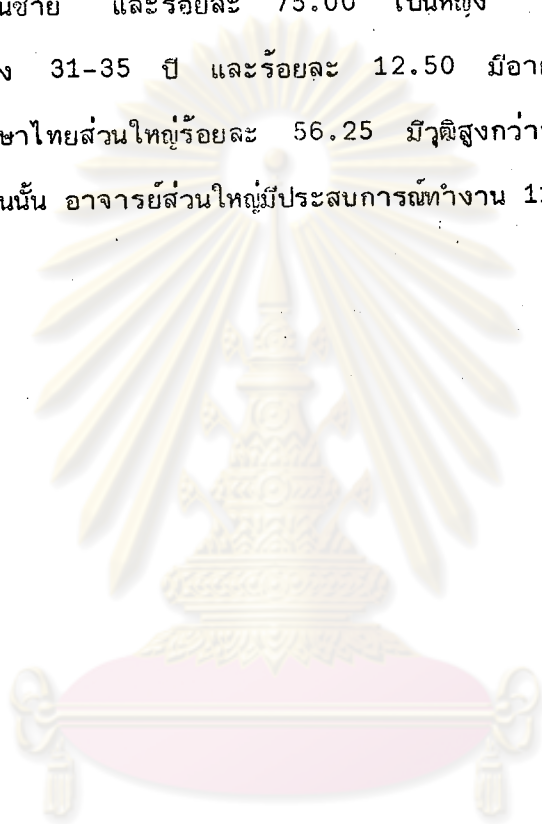 นชาย และร้อยละ 75.00 เป็นหญิง
ง 31-35 ปี และร้อยละ 12.50 มีอา
ษาไทยส่วนใหญ่ร้อยละ 56.25 มีวุฒิสูงกว่า
นนั้น อาจารย์ส่วนใหญ่มีประสบการณ์ทำงาน 1